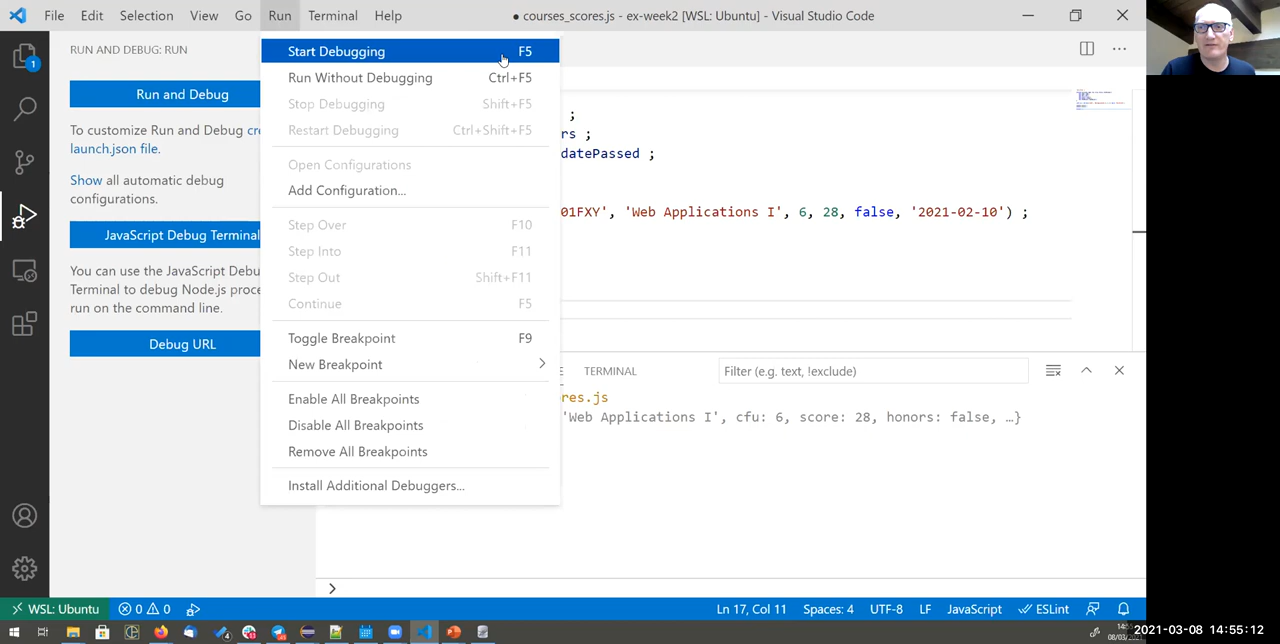 File Edit Selection View Go Run Terminal Help ● courses_scores.js - ex-week2 [WSL: Ubuntu] - Visual Studio Code
RUN AND DEBUG: RUN
Run and Debug
To customize Run and Debug cre
launch.json file.
Show all automatic debug
configurations.
JavaScript Debug Terminal
You can use the JavaScript Debu
Terminal to debug Node.js proce
run on the command line.
Debug URL
Start Debugging F5
Run Without Debugging Ctrl+F5
Stop Debugging Shift+F5
Restart Debugging Ctrl+Shift+F5
Open Configurations
Add Configuration...
Step Over F10
Step Into F11
Step Out Shift+F11
Continue F5
Toggle Breakpoint F9
New Breakpoint
Enable All Breakpoints
Disable All Breakpoints
Remove All Breakpoints
Install Additional Debuggers...
;
rs ;
datePassed ;
01FXY', 'Web Applications I', 6, 28, false, '2021-02-10') ;
TERMINAL Filter (e.g. text, !exclude)
res.js
'Web Applications I', cfu: 6, score: 28, honors: false, …}
>
1
WSL: Ubuntu 0 0 Ln 17, Col 11 Spaces: 4 UTF-8 LF JavaScript ESLint
2021-03-08 14:55:12